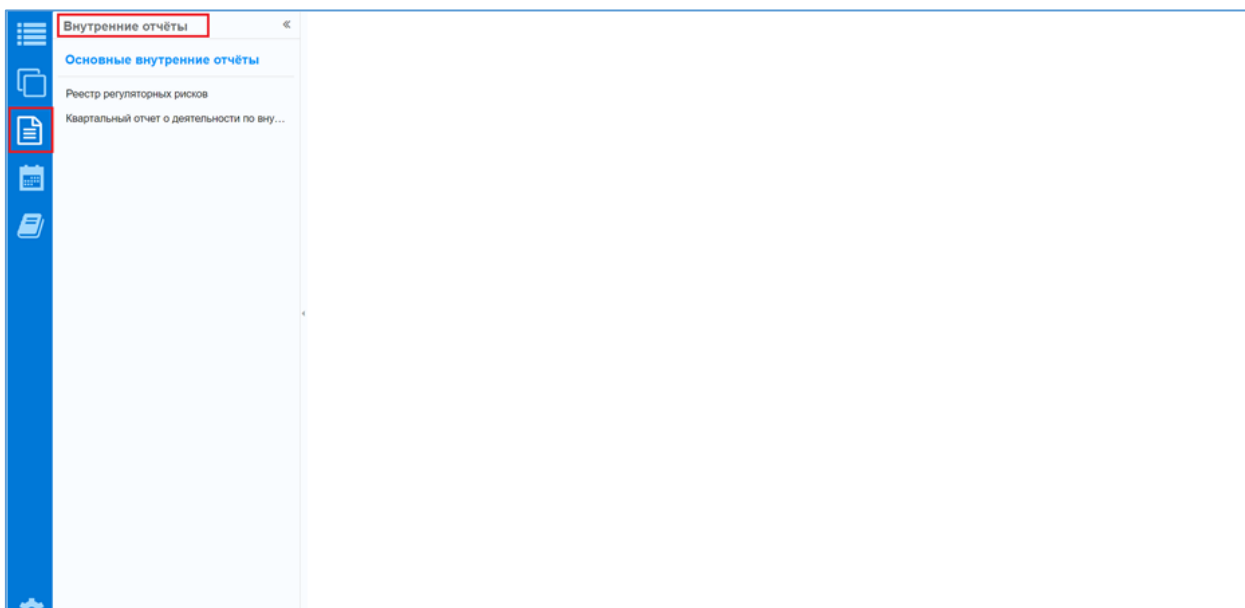 Внутренние отчёты
Основные внутренние отчёты
Реестр регуляторных рисков
Квартальный отчет о деятельности по вну...